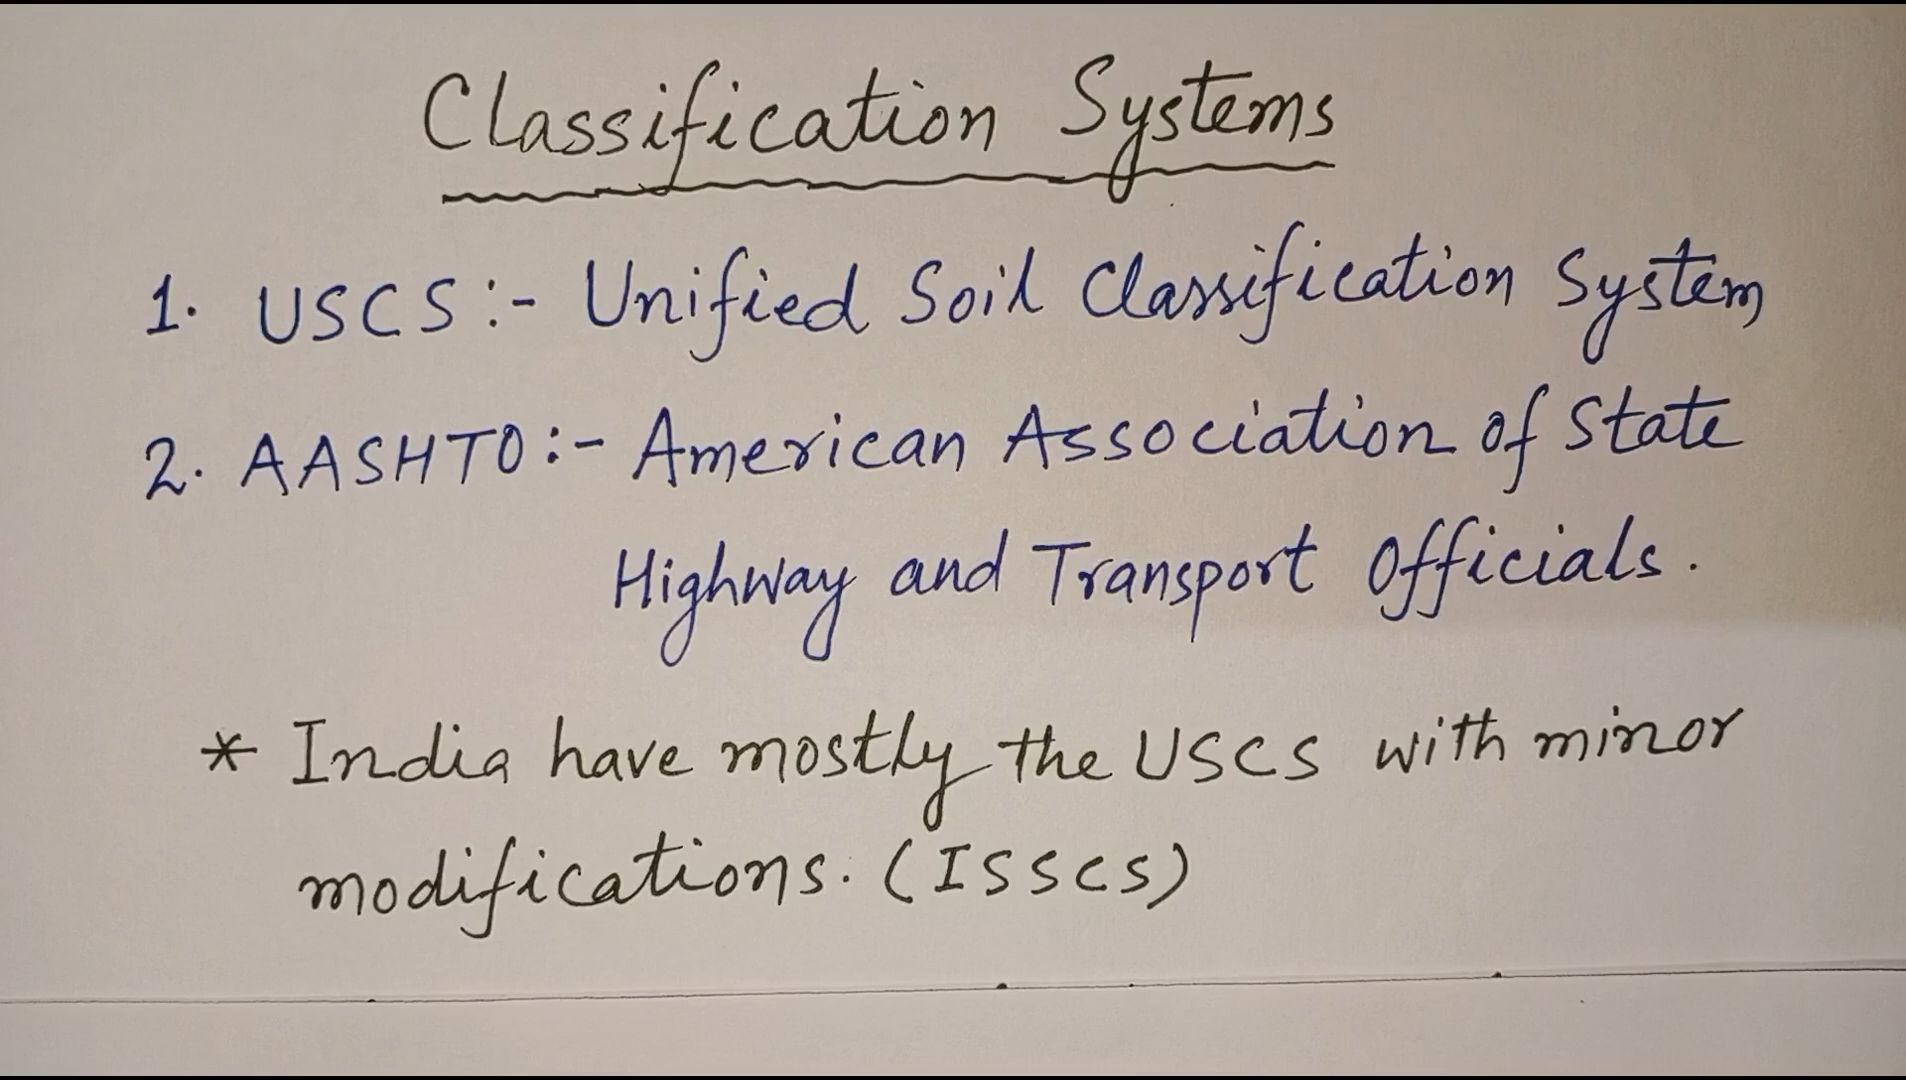 Classification Systems
1. USCS:- Unified Soil Classification System
2. AASHTO:- American Association of State
Highway and Transport Officials.
* India have mostly the USCS with minor
modifications. (ISSCS)